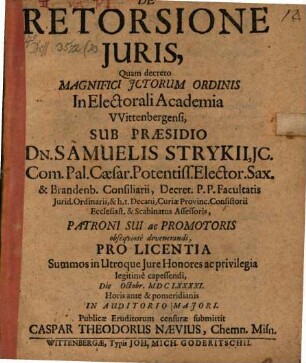 DE
RETORSIONE
JURIS,
Quam decreto
MAGNIFICI JCTORUM ORDINIS
In Electorali Academia
VVittenbergensi,
SUB PRÆSIDIO
DN. SAMUELIS STRYKII, JC.
Com. Pal. Cæsar. Potentiss. Elector. Sax.
& Brandenb. Consiliarii, Decret. P.P. Facultatis
Jurid. Ordinarii, & h.t. Decani, Curiæ Provinc. Consistorii
Ecclesiast. & Scabinatus Assessoris,
PATRONI SUI ac PROMOTORIS
devenerandi,
PRO LICENTIA
Summos in Utroque Jure Honores ac privilegia
legitimè capessendi,
Die Octobr. MDCLXXXXI.
Horis ante & pomeridianis
IN AUDITORIO MAJORI.
Publicæ Eruditorum censuræ submittit
CASPAR THEODORUS NÆVIUS, Chemn. Misn.
WITTENBERGÆ, Typis JOH, MICH. GODERITSCHII.